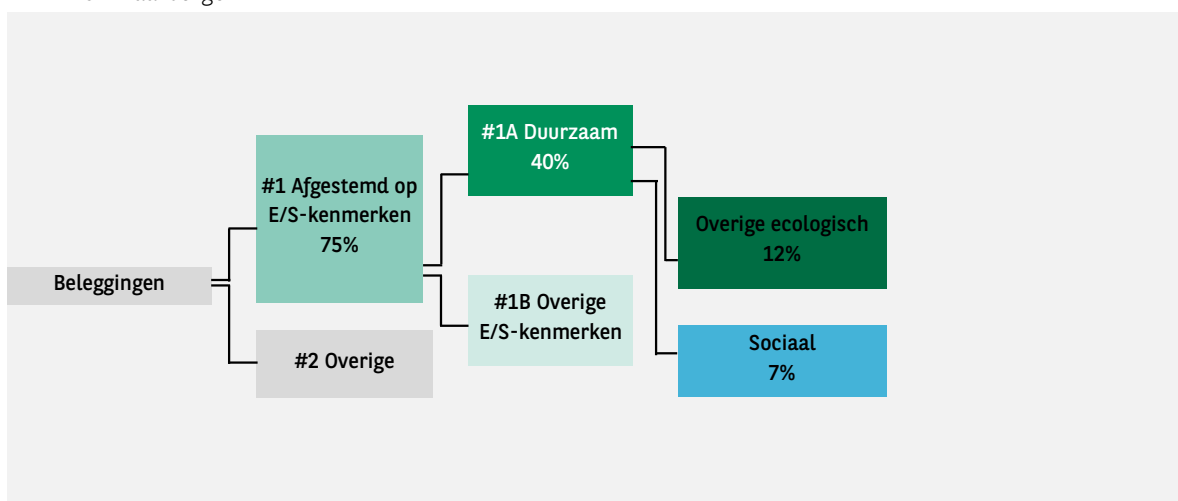 Beleggingen
#1 Afgestemd op
E/S-kenmerken
75%
#2 Overige
#1A Duurzaam
40%
#1B Overige
E/S-kenmerken
Overige ecologisch
12%
Sociaal
7%